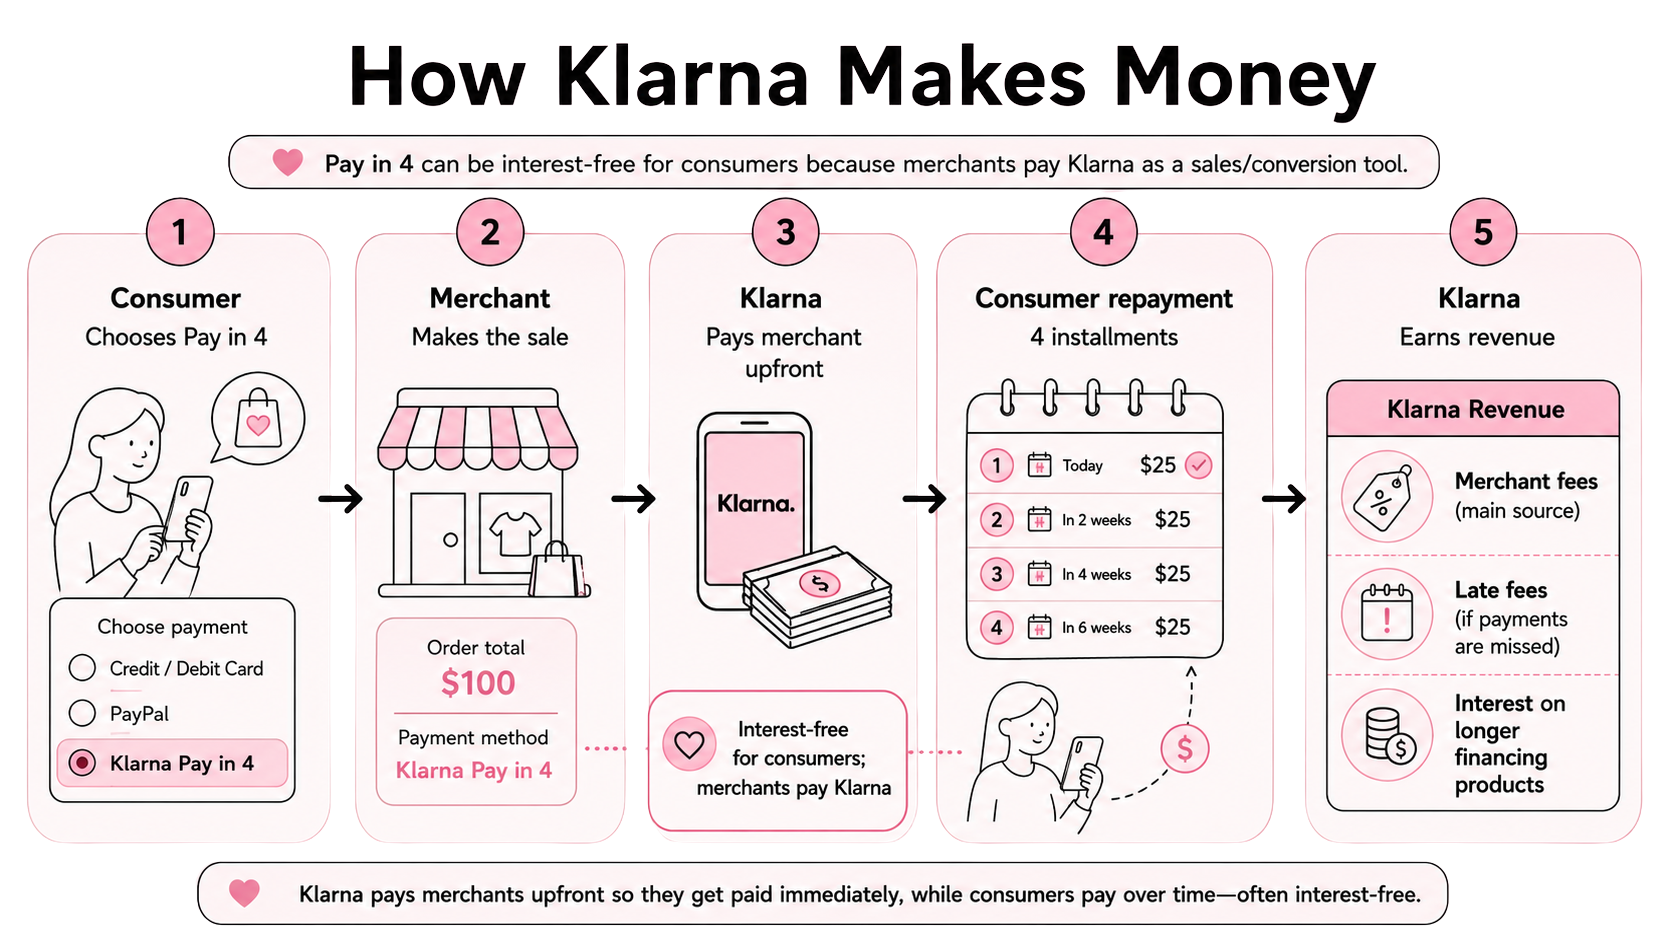 How Klarna Makes Money
Pay in 4 can be interest-free for consumers because merchants pay Klarna as a sales/conversion tool.
1
Consumer
Chooses Pay in 4
Choose payment
Credit / Debit Card
PayPal
Klarna Pay in 4
2
Merchant
Makes the sale
Order total
$100
Payment method
Klarna Pay in 4
3
Klarna
Pays merchant
upfront
Klarna.
$
Interest-free
for consumers;
merchants pay Klarna
4
Consumer repayment
4 installments
1 Today $25
2 In 2 weeks $25
3 In 4 weeks $25
4 In 6 weeks $25
$
5
Klarna
Earns revenue
Klarna Revenue
%
Merchant fees
(main source)
!
Late fees
(if payments
are missed)
$
Interest on
longer
financing
products
Klarna pays merchants upfront so they get paid immediately, while consumers pay over time—often interest-free.